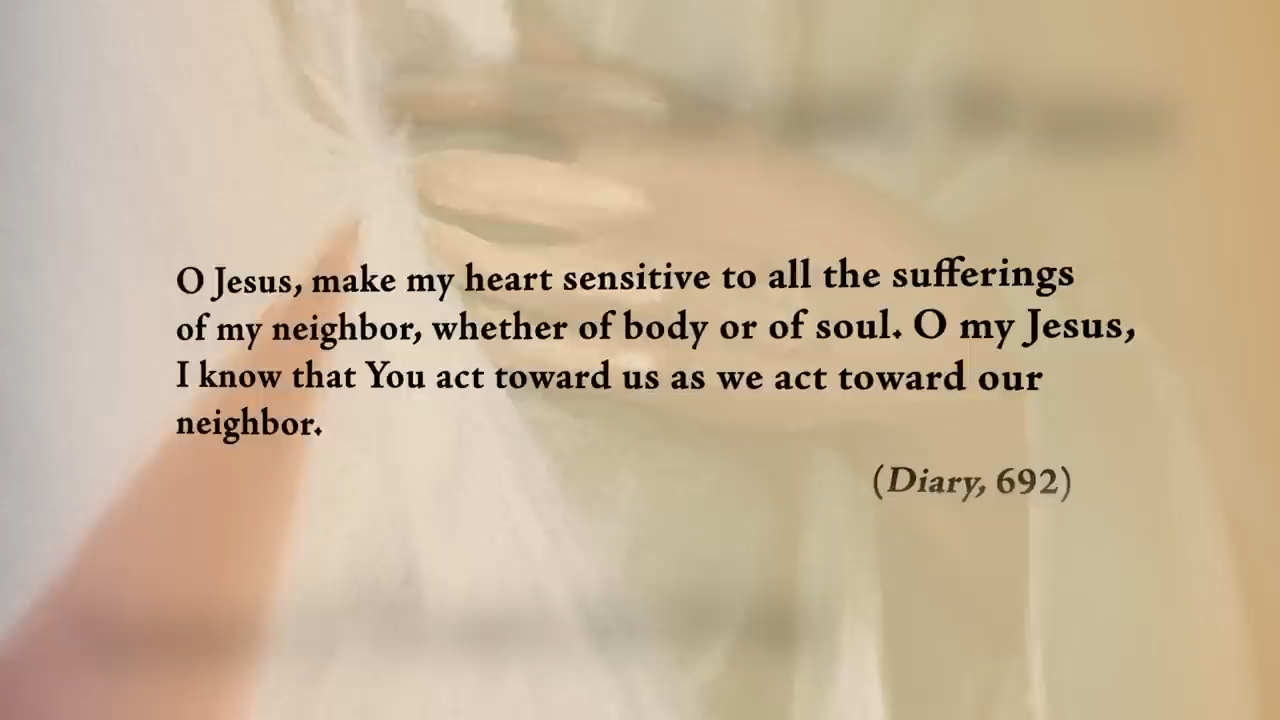 O Jesus, make my heart sensitive to all the sufferings
of my neighbor, whether of body or of soul. O my Jesus,
I know that You act toward us as we act toward our
neighbor.
(Diary, 692)